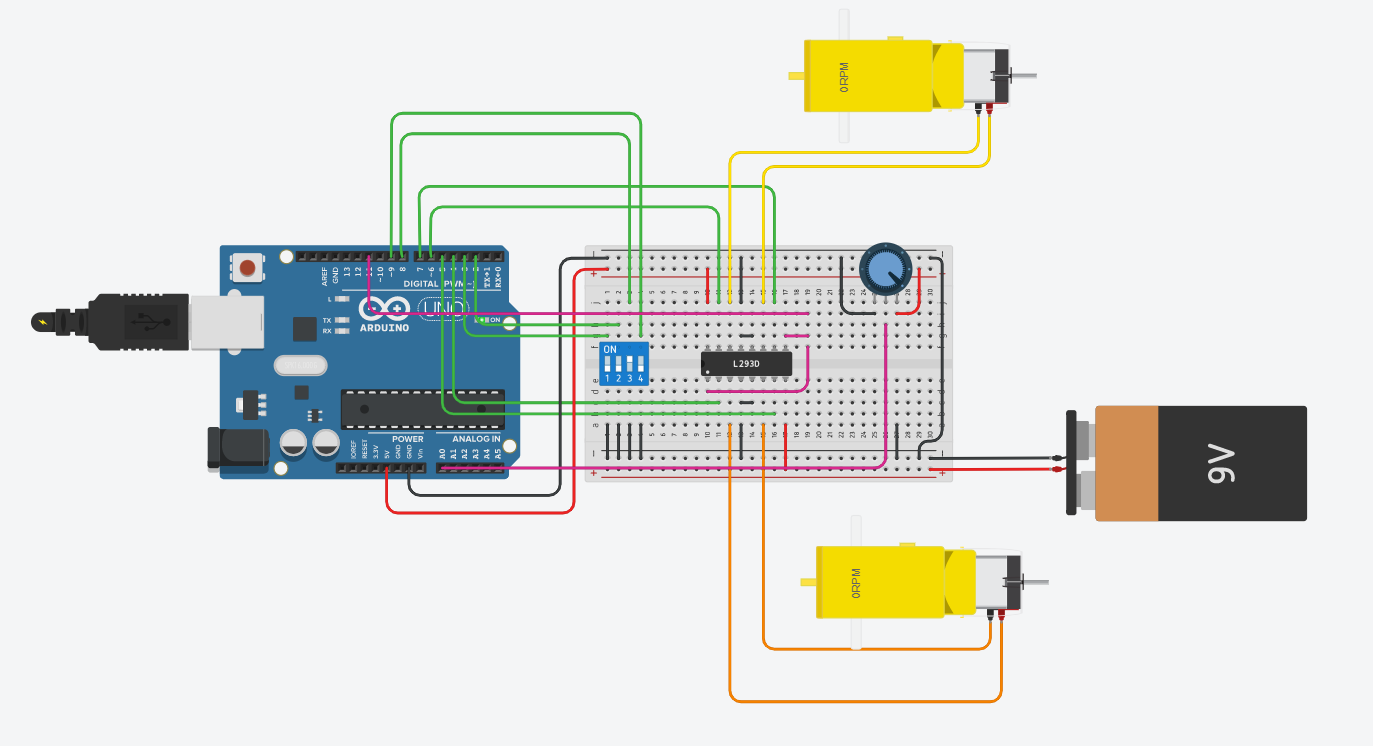 0RPM
AREF
GND
13
12
11
~10
~9
8
7
~6
5
4
3
2
TX→1
RX←0
DIGITAL PWM~
L
TX
RX
ARDUINO
UNO
ON
IOREF
RESET
3.3V
5V
GND
GND
Vin
POWER
ANALOG IN
A0
A1
A2
A3
A4
A5
ON
1 2 3 4
L293D
9V
0RPM